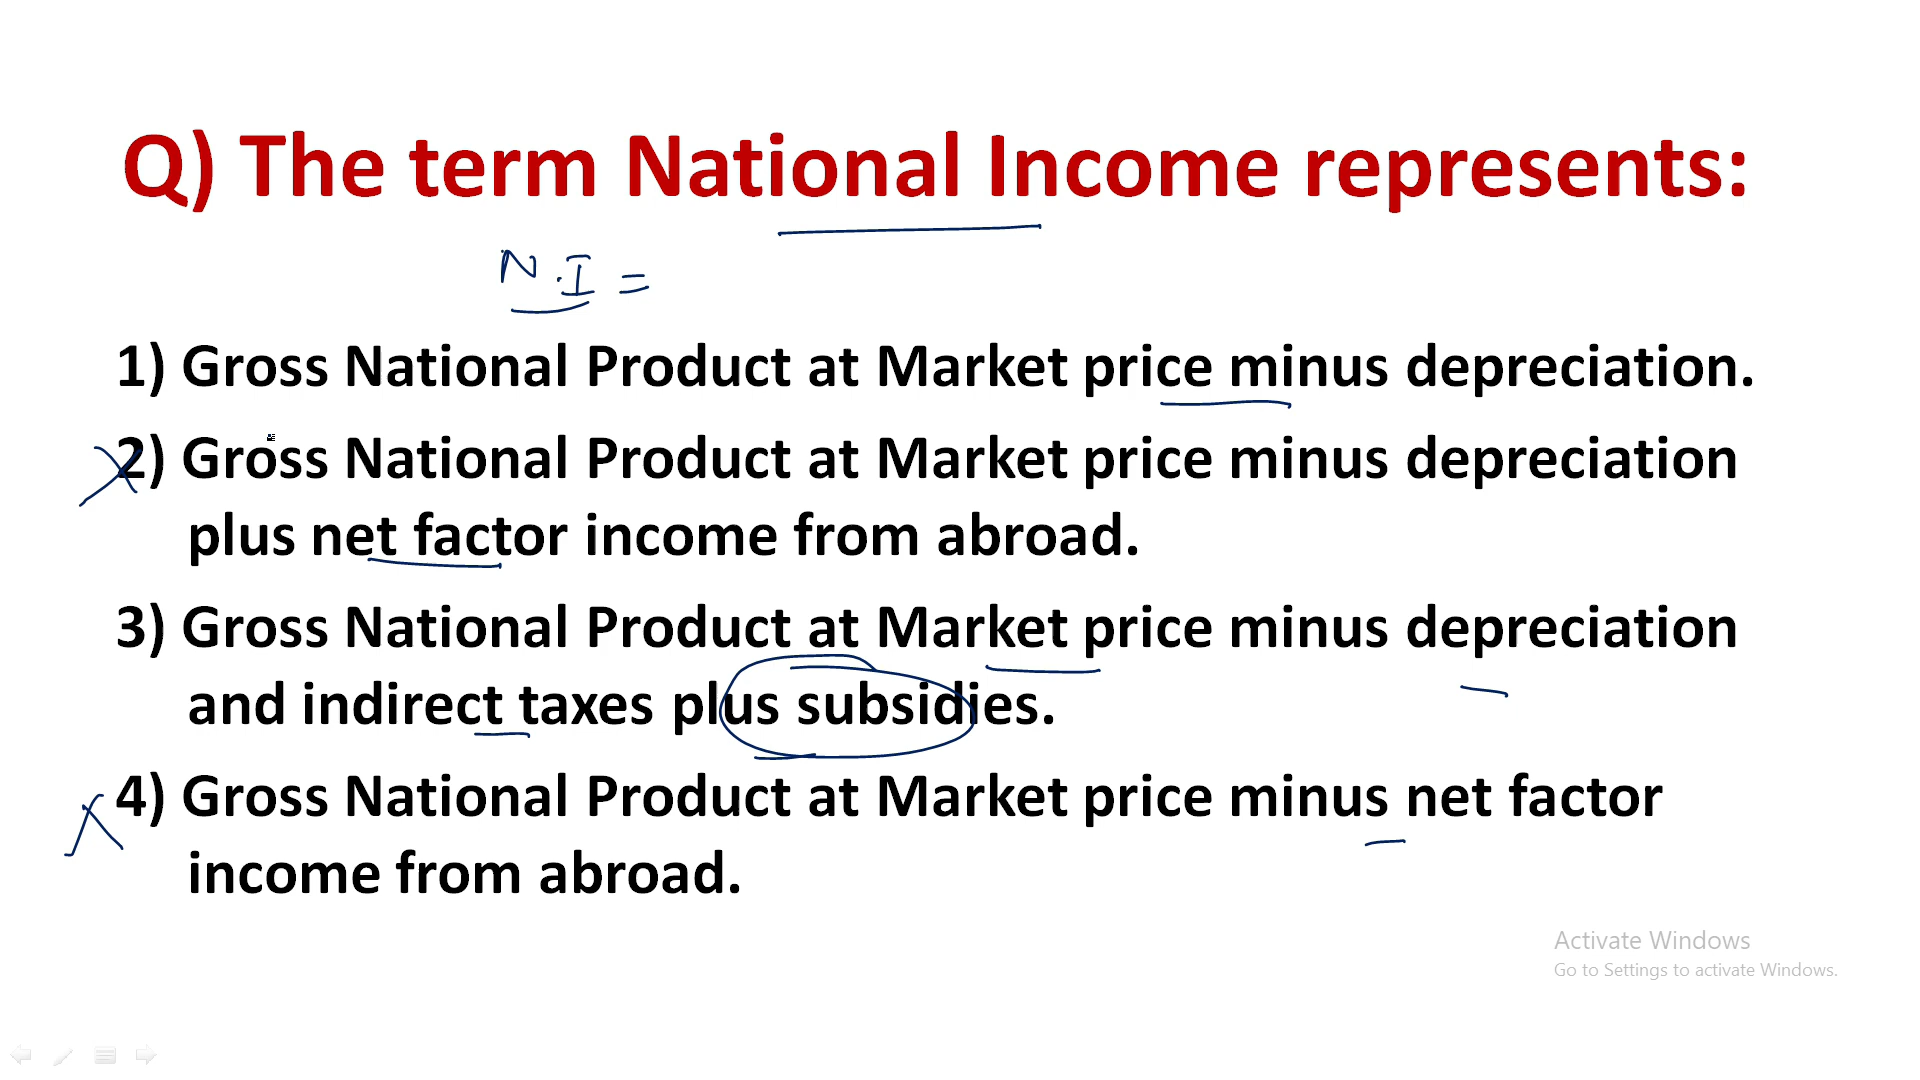 Q) The term National Income represents:
N.I =
1) Gross National Product at Market price minus depreciation.
2) Gross National Product at Market price minus depreciation
plus net factor income from abroad.
3) Gross National Product at Market price minus depreciation
and indirect taxes plus subsidies.
4) Gross National Product at Market price minus net factor
income from abroad.
Activate Windows
Go to Settings to activate Windows.